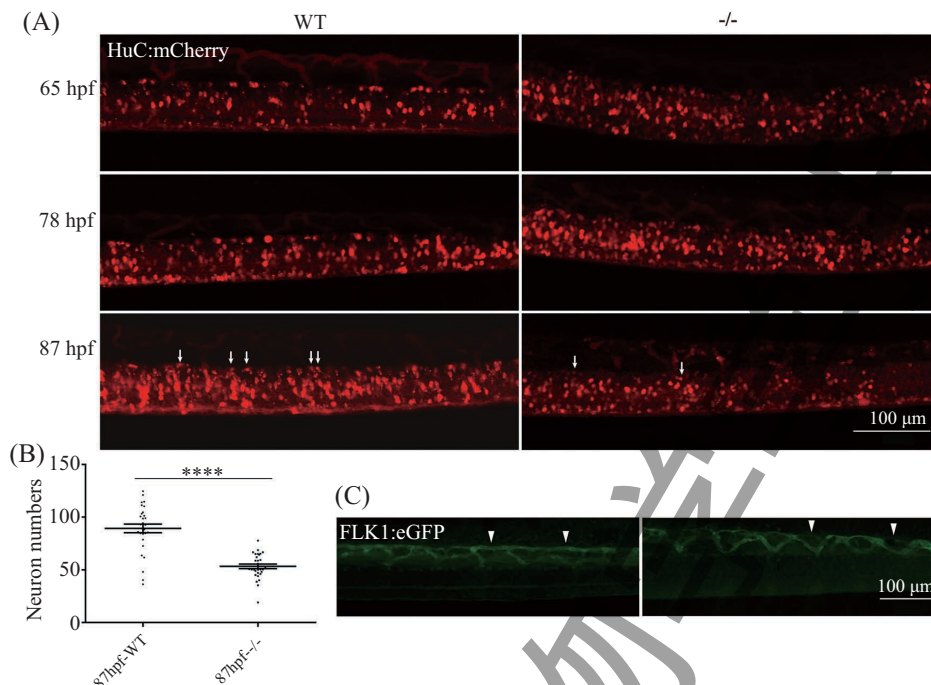 (A)
WT
-/-
HuC:mCherry
65 hpf
78 hpf
87 hpf
100 μm
(B)
150
100
50
0
Neuron numbers
****
87hpf-WT
87hpf-/-
(C)
FLK1:eGFP
100 μm